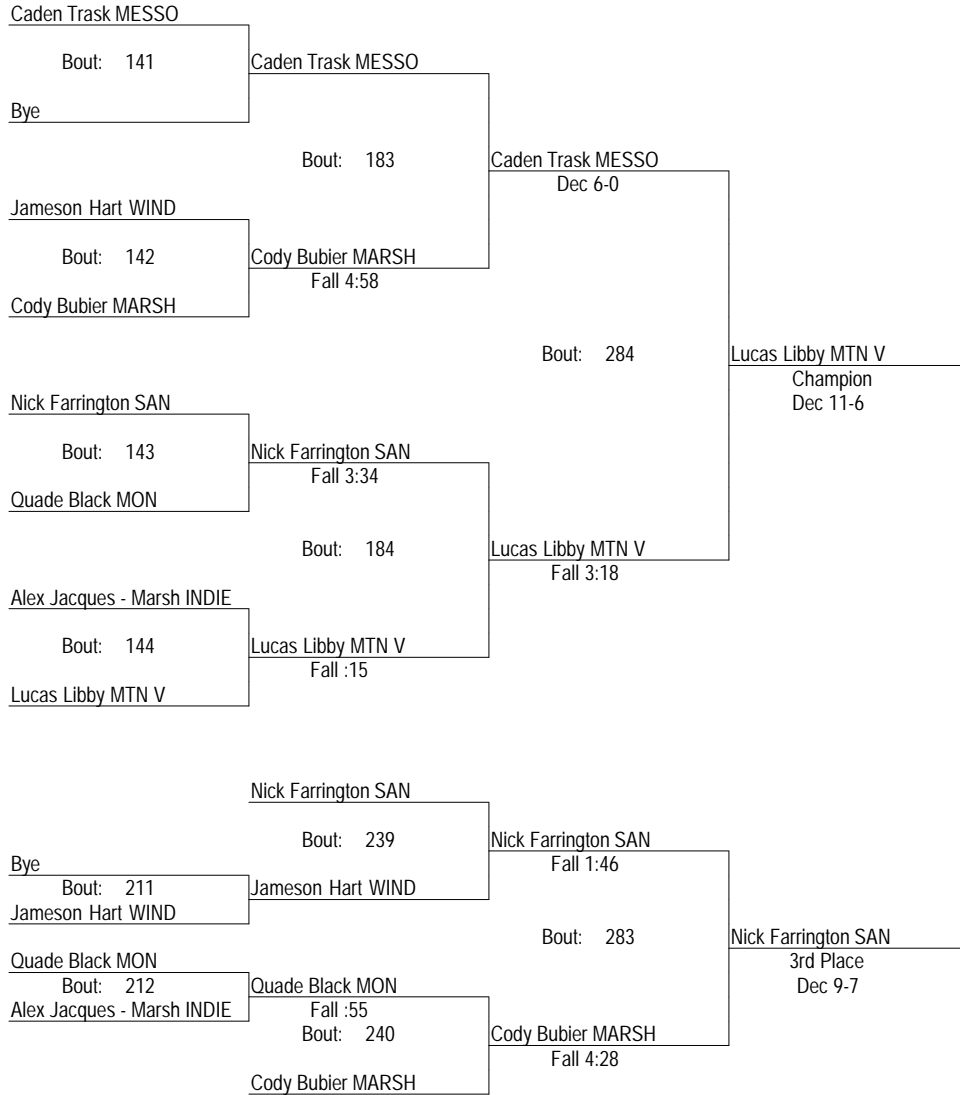 Caden Trask MESSO
Bout: 141
Caden Trask MESSO
Bye
Bout: 183
Caden Trask MESSO
Dec 6-0
Jameson Hart WIND
Bout: 142
Cody Bubier MARSH
Fall 4:58
Cody Bubier MARSH
Bout: 284
Lucas Libby MTN V
Champion
Dec 11-6
Nick Farrington SAN
Bout: 143
Nick Farrington SAN
Fall 3:34
Quade Black MON
Bout: 184
Lucas Libby MTN V
Fall 3:18
Alex Jacques - Marsh INDIE
Bout: 144
Lucas Libby MTN V
Fall :15
Lucas Libby MTN V
Nick Farrington SAN
Bout: 239
Nick Farrington SAN
Fall 1:46
Bye
Bout: 211
Jameson Hart WIND
Jameson Hart WIND
Bout: 283
Nick Farrington SAN
3rd Place
Dec 9-7
Quade Black MON
Bout: 212
Quade Black MON
Alex Jacques - Marsh INDIE
Fall :55
Bout: 240
Cody Bubier MARSH
Fall 4:28
Cody Bubier MARSH